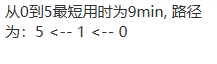 从0到5最短用时为9min, 路径
为：5 <-- 1 <-- 0